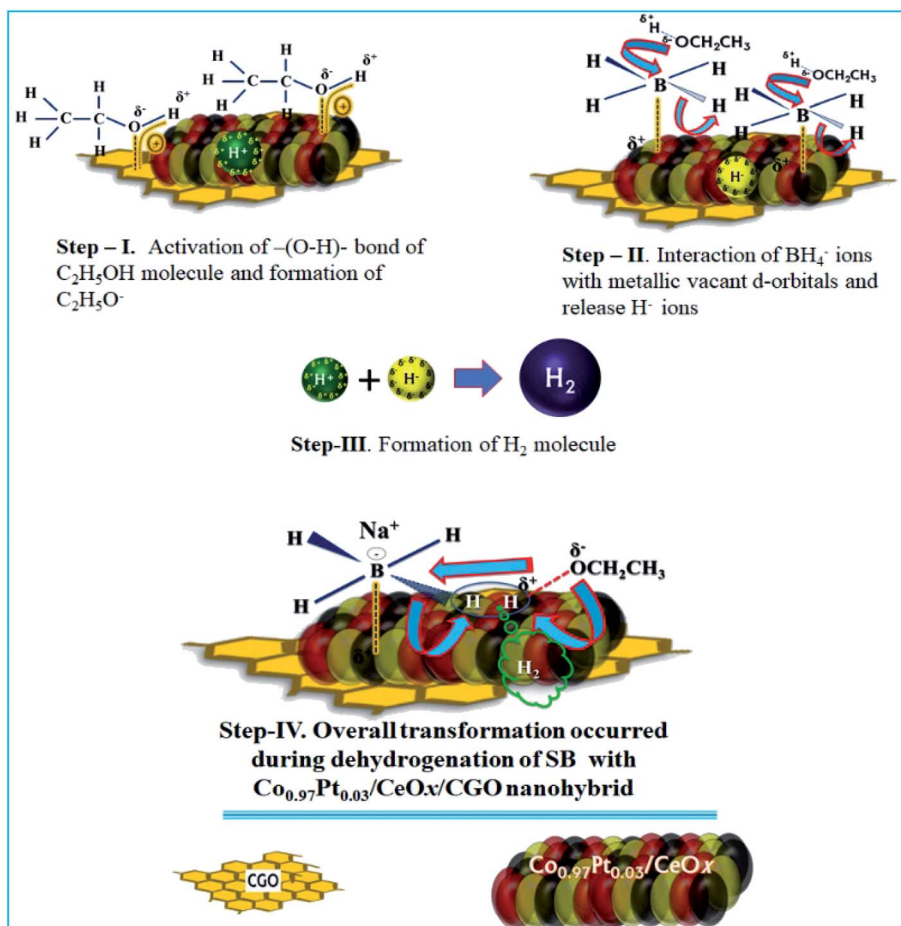 H H
H C C O δ- H δ+
H H
H H
H C C O δ- H δ+
H H
+
+
H+
δ+ δ+ δ+ δ+ δ+ δ+ δ+ δ+
δ+ H
δ- OCH2CH3
H H
B
H H
δ+
δ+ H
δ- OCH2CH3
H H
B
H H
δ+
H-
Step – I. Activation of –(O-H)- bond of
C2H5OH molecule and formation of
C2H5O-
Step – II. Interaction of BH4- ions
with metallic vacant d-orbitals and
release H- ions
H+ + H- H2
Step-III. Formation of H2 molecule
Na+
H H
- 
B
H
δ+
H- H δ+
δ-
OCH2CH3
H2
Step-IV. Overall transformation occurred
during dehydrogenation of SB with
Co0.97Pt0.03/CeOx/CGO nanohybrid
CGO
Co0.97Pt0.03/CeOx